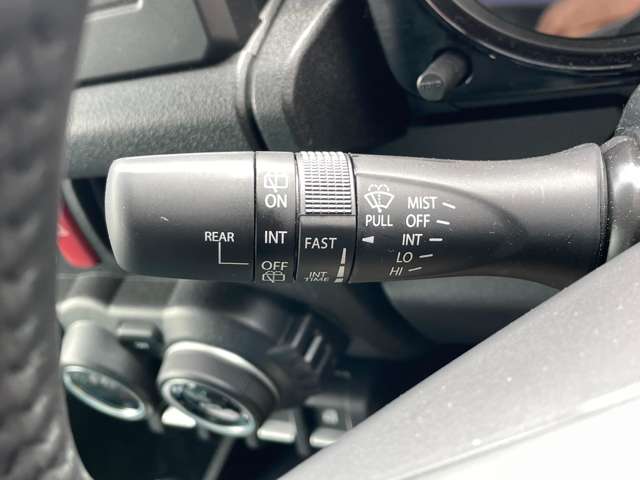 REAR
ON
INT
OFF
FAST
INT
TIME
PULL
MIST
OFF
INT
LO
HI